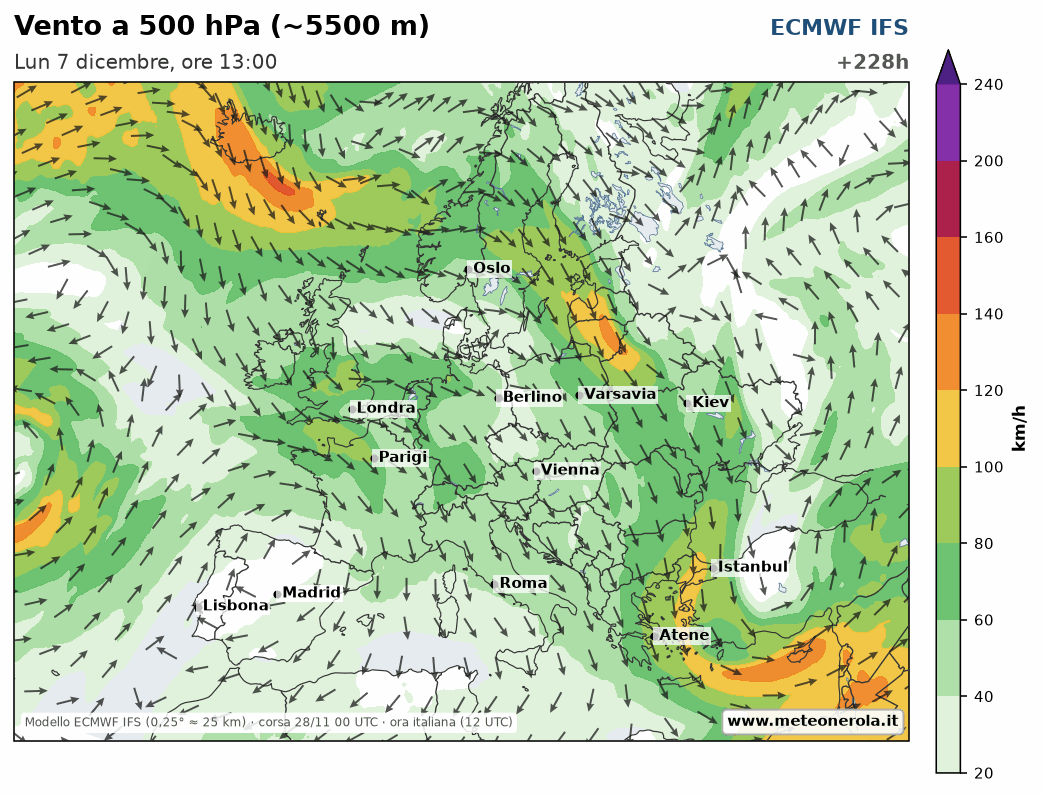 Vento a 500 hPa (~5500 m)
ECMWF IFS
Lun 7 dicembre, ore 13:00
+228h
240
200
160
140
120
100
80
60
40
20
km/h
Oslo
Berlino
Varsavia
Kiev
Londra
Parigi
Vienna
Istanbul
Roma
Madrid
Lisbona
Atene
Modello ECMWF IFS (0,25° ≈ 25 km) · corsa 28/11 00 UTC · ora italiana (12 UTC)
www.meteonerola.it